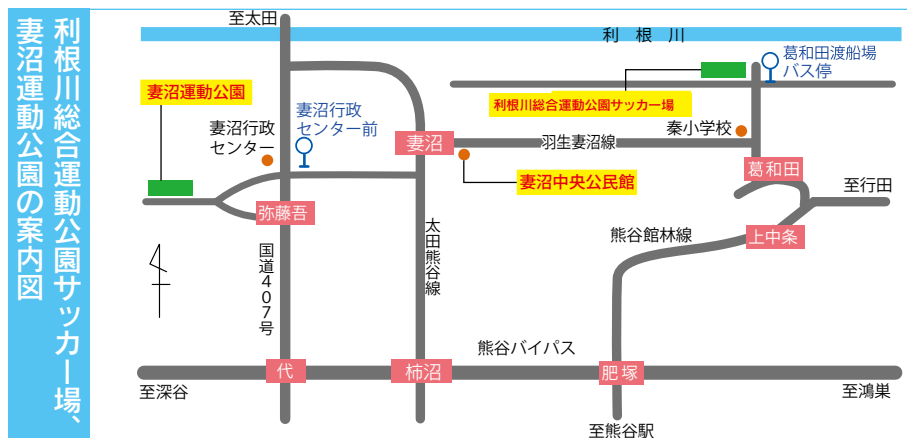 利根川総合運動公園サッカー場、
妻沼運動公園の案内図
至太田
利根川
葛和田渡船場
バス停
妻沼運動公園
利根川総合運動公園サッカー場
妻沼行政
センター前
妻沼行政
センター
秦小学校
妻沼
羽生妻沼線
葛和田
妻沼中央公民館
至行田
弥藤吾
太田熊谷線
熊谷館林線
上中条
国道407号
熊谷バイパス
代
柿沼
肥塚
至深谷
至鴻巣
至熊谷駅